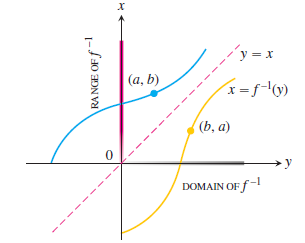 x
RANGE OF f⁻¹
y = x
(a, b)
x = f⁻¹(y)
(b, a)
0
y
DOMAIN OF f⁻¹